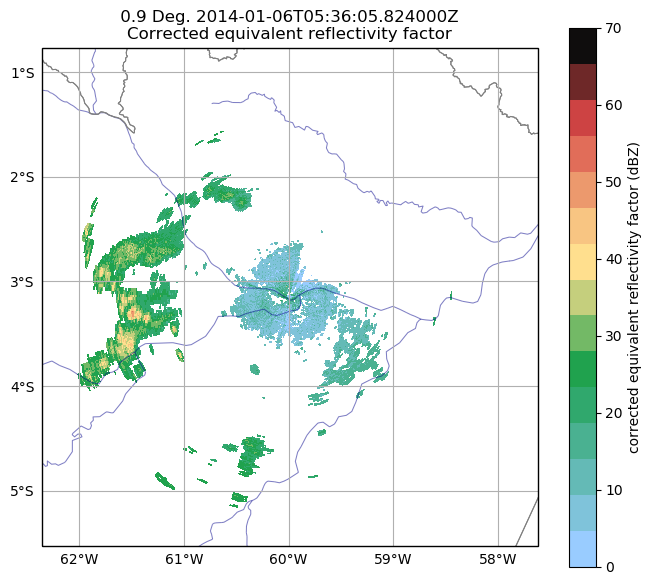 0.9 Deg. 2014-01-06T05:36:05.824000Z
Corrected equivalent reflectivity factor
1°S
2°S
3°S
4°S
5°S
62°W 61°W 60°W 59°W 58°W
70
60
50
40
30
20
10
0
corrected equivalent reflectivity factor (dBZ)